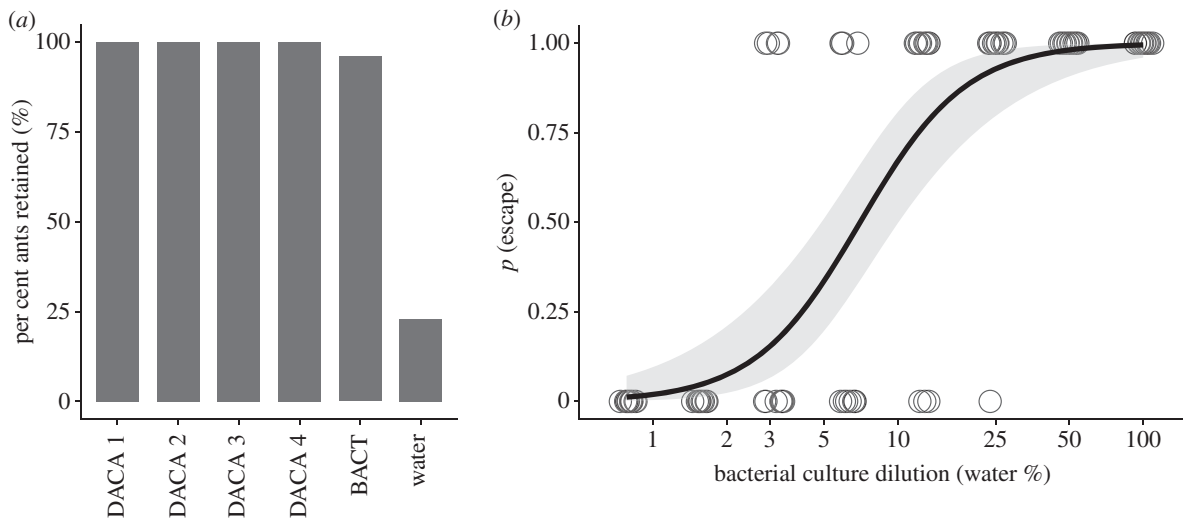 (a)
per cent ants retained (%)
100
75
50
25
0
DACA 1
DACA 2
DACA 3
DACA 4
BACT
water
(b)
p (escape)
1.00
0.75
0.50
0.25
0
1 2 3 5 10 25 50 100
bacterial culture dilution (water %)